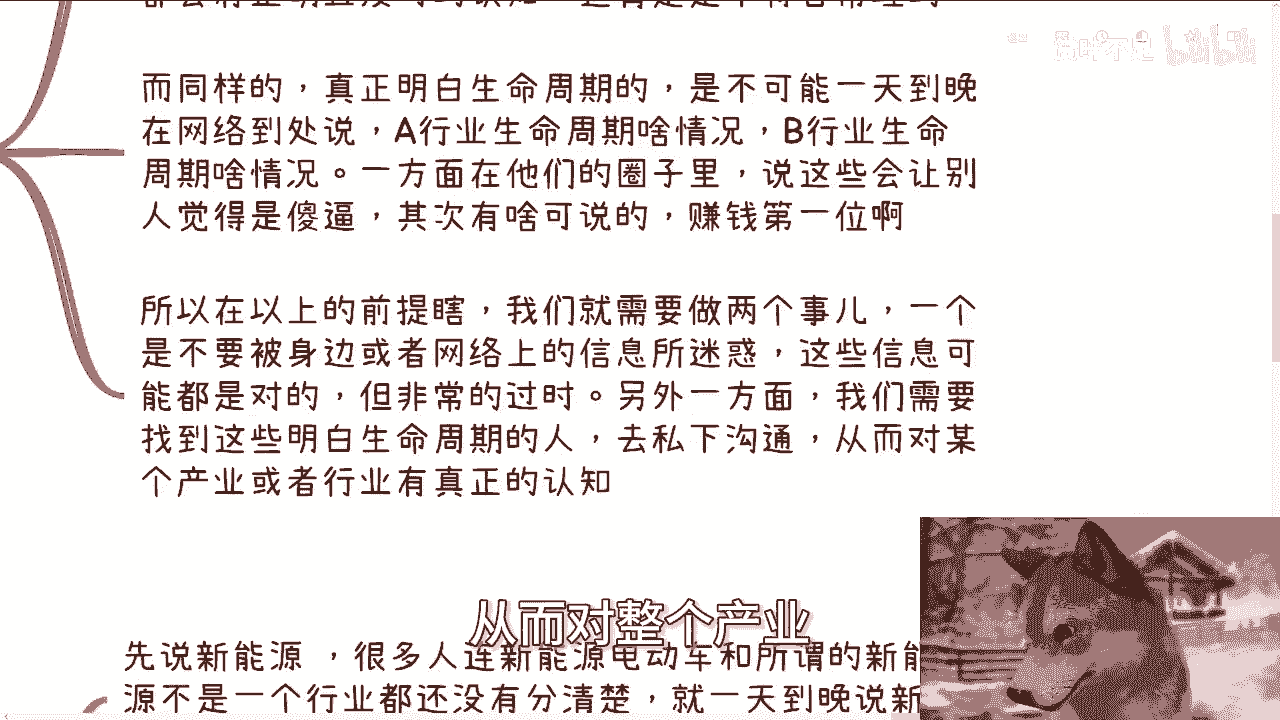 而同样的，真正明白生命周期的，是不可能一天到晚
在网络到处说，A行业生命周期啥情况，B行业生命
周期啥情况。一方面在他们的圈子里，说这些会让别
人觉得是傻逼，其次有啥可说的，赚钱第一位啊
所以在以上的前提瞎，我们就需要做两个事儿，一个
是不要被身边或者网络上的信息所迷惑，这些信息可
能都是对的，但非常的过时。另外一方面，我们需要
找到这些明白生命周期的人，去私下沟通，从而对某
个产业或者行业有真正的认知
从而对整个产业
先说新能源 ，很多人连新能源电动车和所谓的新能
源不是一个行业都还没有分清楚，就一天到晚说新
bilibili